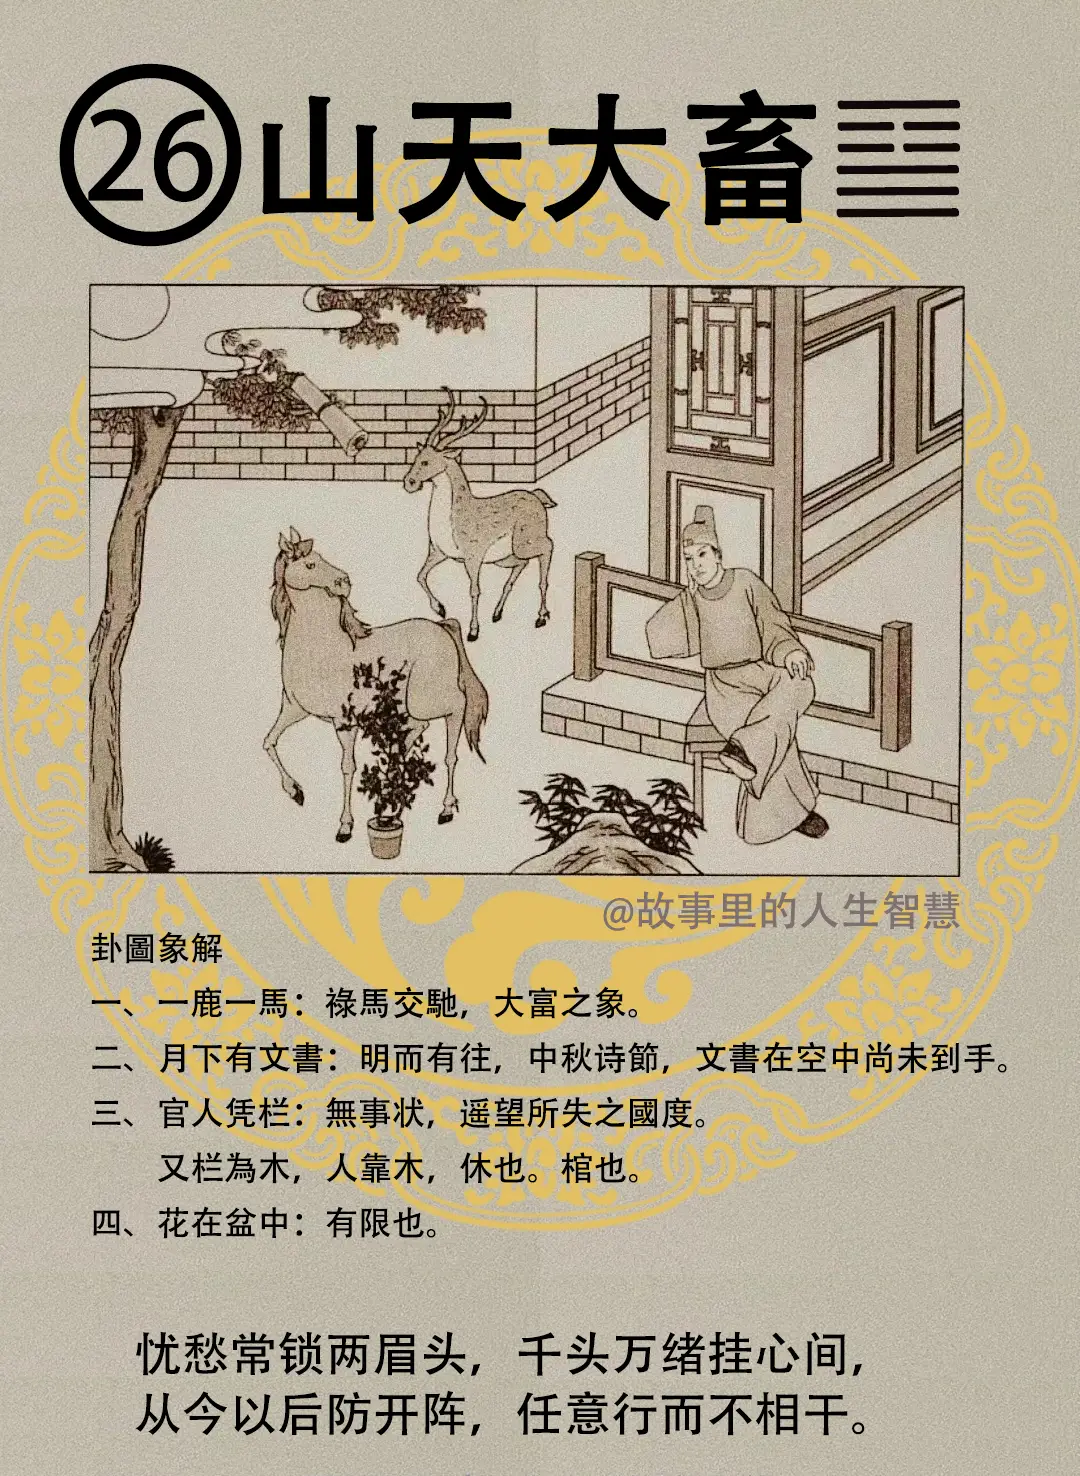 26 山天大畜
@故事里的人生智慧
卦圖象解
一、一鹿一馬：祿馬交馳，大富之象。
二、月下有文書：明而有往，中秋诗節，文書在空中尚未到手。
三、官人凭栏：無事状，遥望所失之國度。
又栏為木，人靠木，休也。棺也。
四、花在盆中：有限也。
忧愁常锁两眉头，千头万绪挂心间，
从今以后防开阵，任意行而不相干。